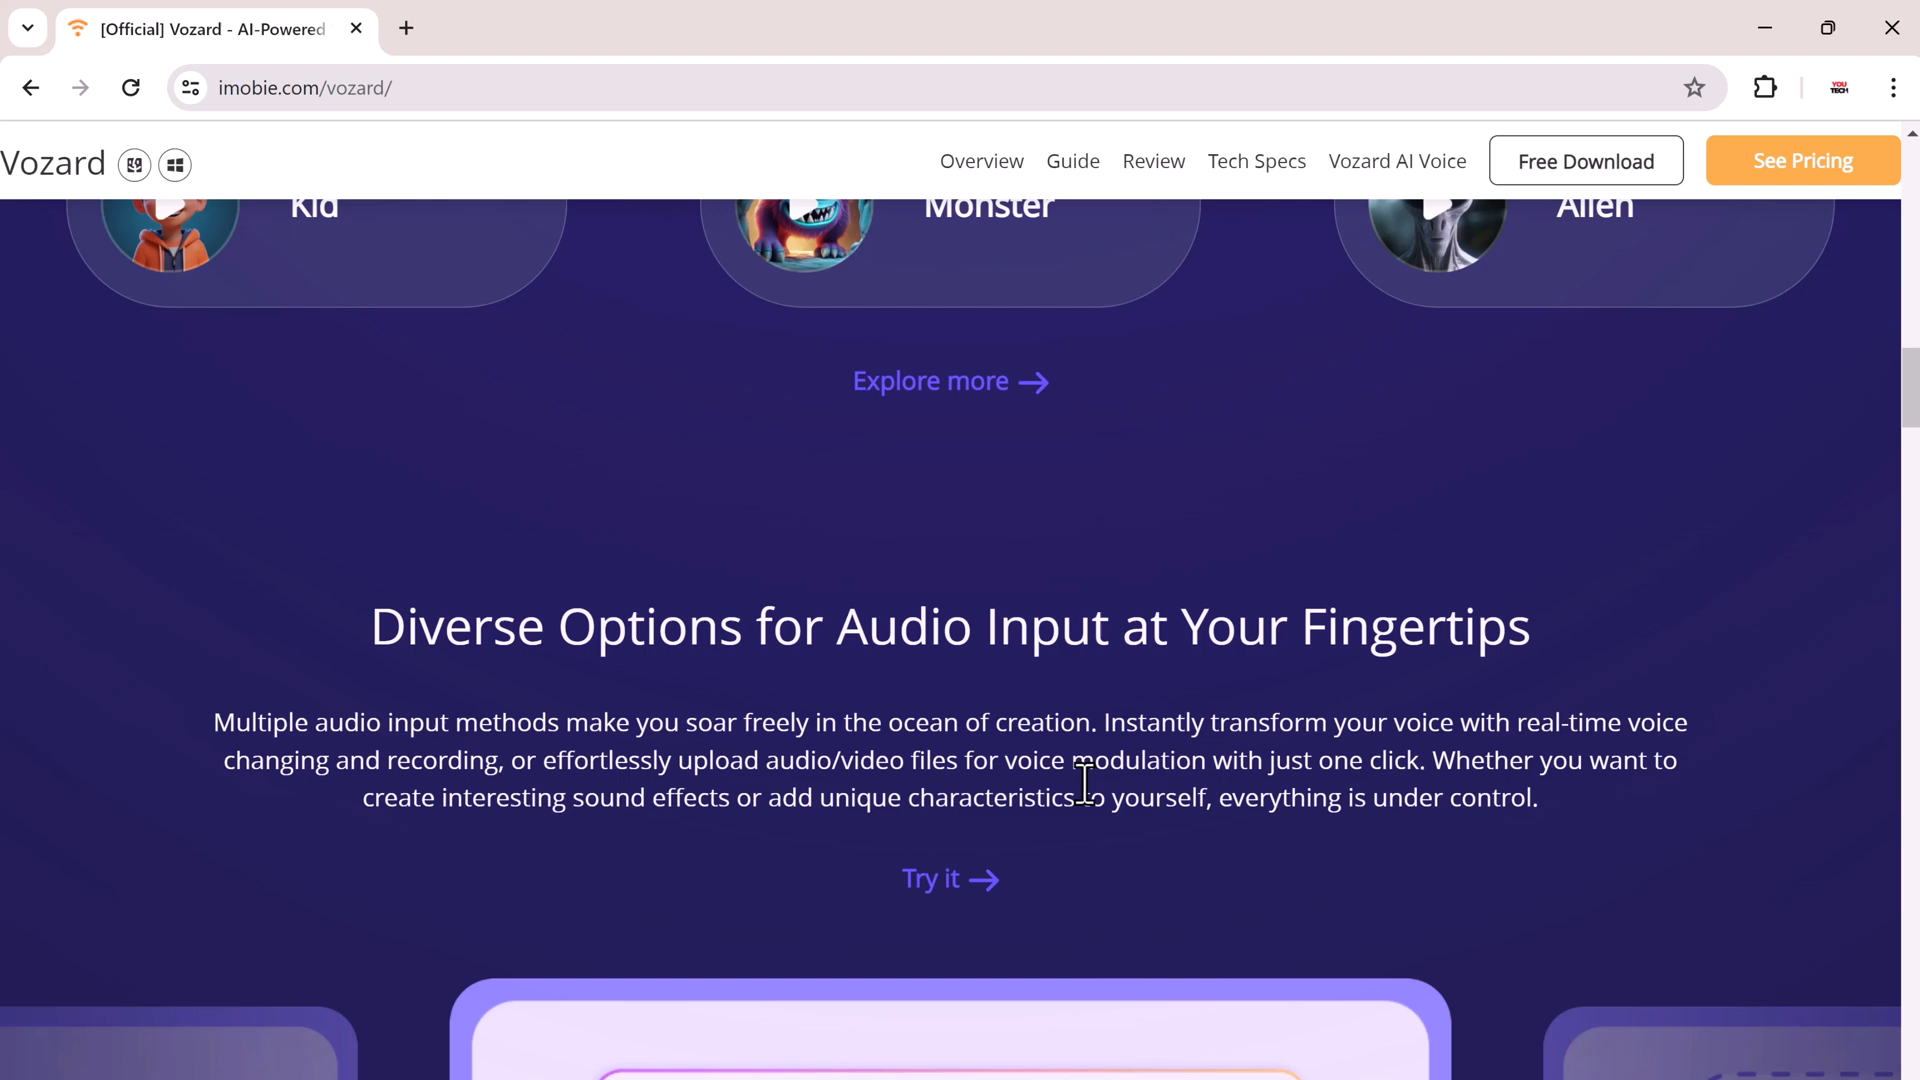 [Official] Vozard - AI-Powered
imobie.com/vozard/
YOU
TECH
Vozard
Overview
Guide
Review
Tech Specs
Vozard AI Voice
Free Download
See Pricing
Kid
Monster
Alien
Explore more
Diverse Options for Audio Input at Your Fingertips
Multiple audio input methods make you soar freely in the ocean of creation. Instantly transform your voice with real-time voice
changing and recording, or effortlessly upload audio/video files for voice modulation with just one click. Whether you want to
create interesting sound effects or add unique characteristics to yourself, everything is under control.
Try it